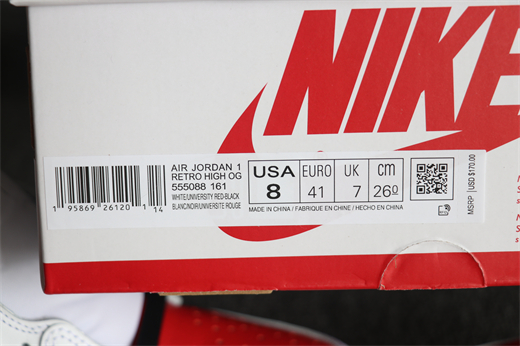 NIKE
AIR JORDAN 1
RETRO HIGH OG
555088 161
WHITE/UNIVERSITY RED-BLACK
BLANC/NOIR/UNIVERSITE ROUGE
1 95869 26120 1 14
USA EURO UK cm
8 41 7 26.0
MADE IN CHINA / FABRIQUE EN CHINE / HECHO EN CHINA
MSRP USD $170.00